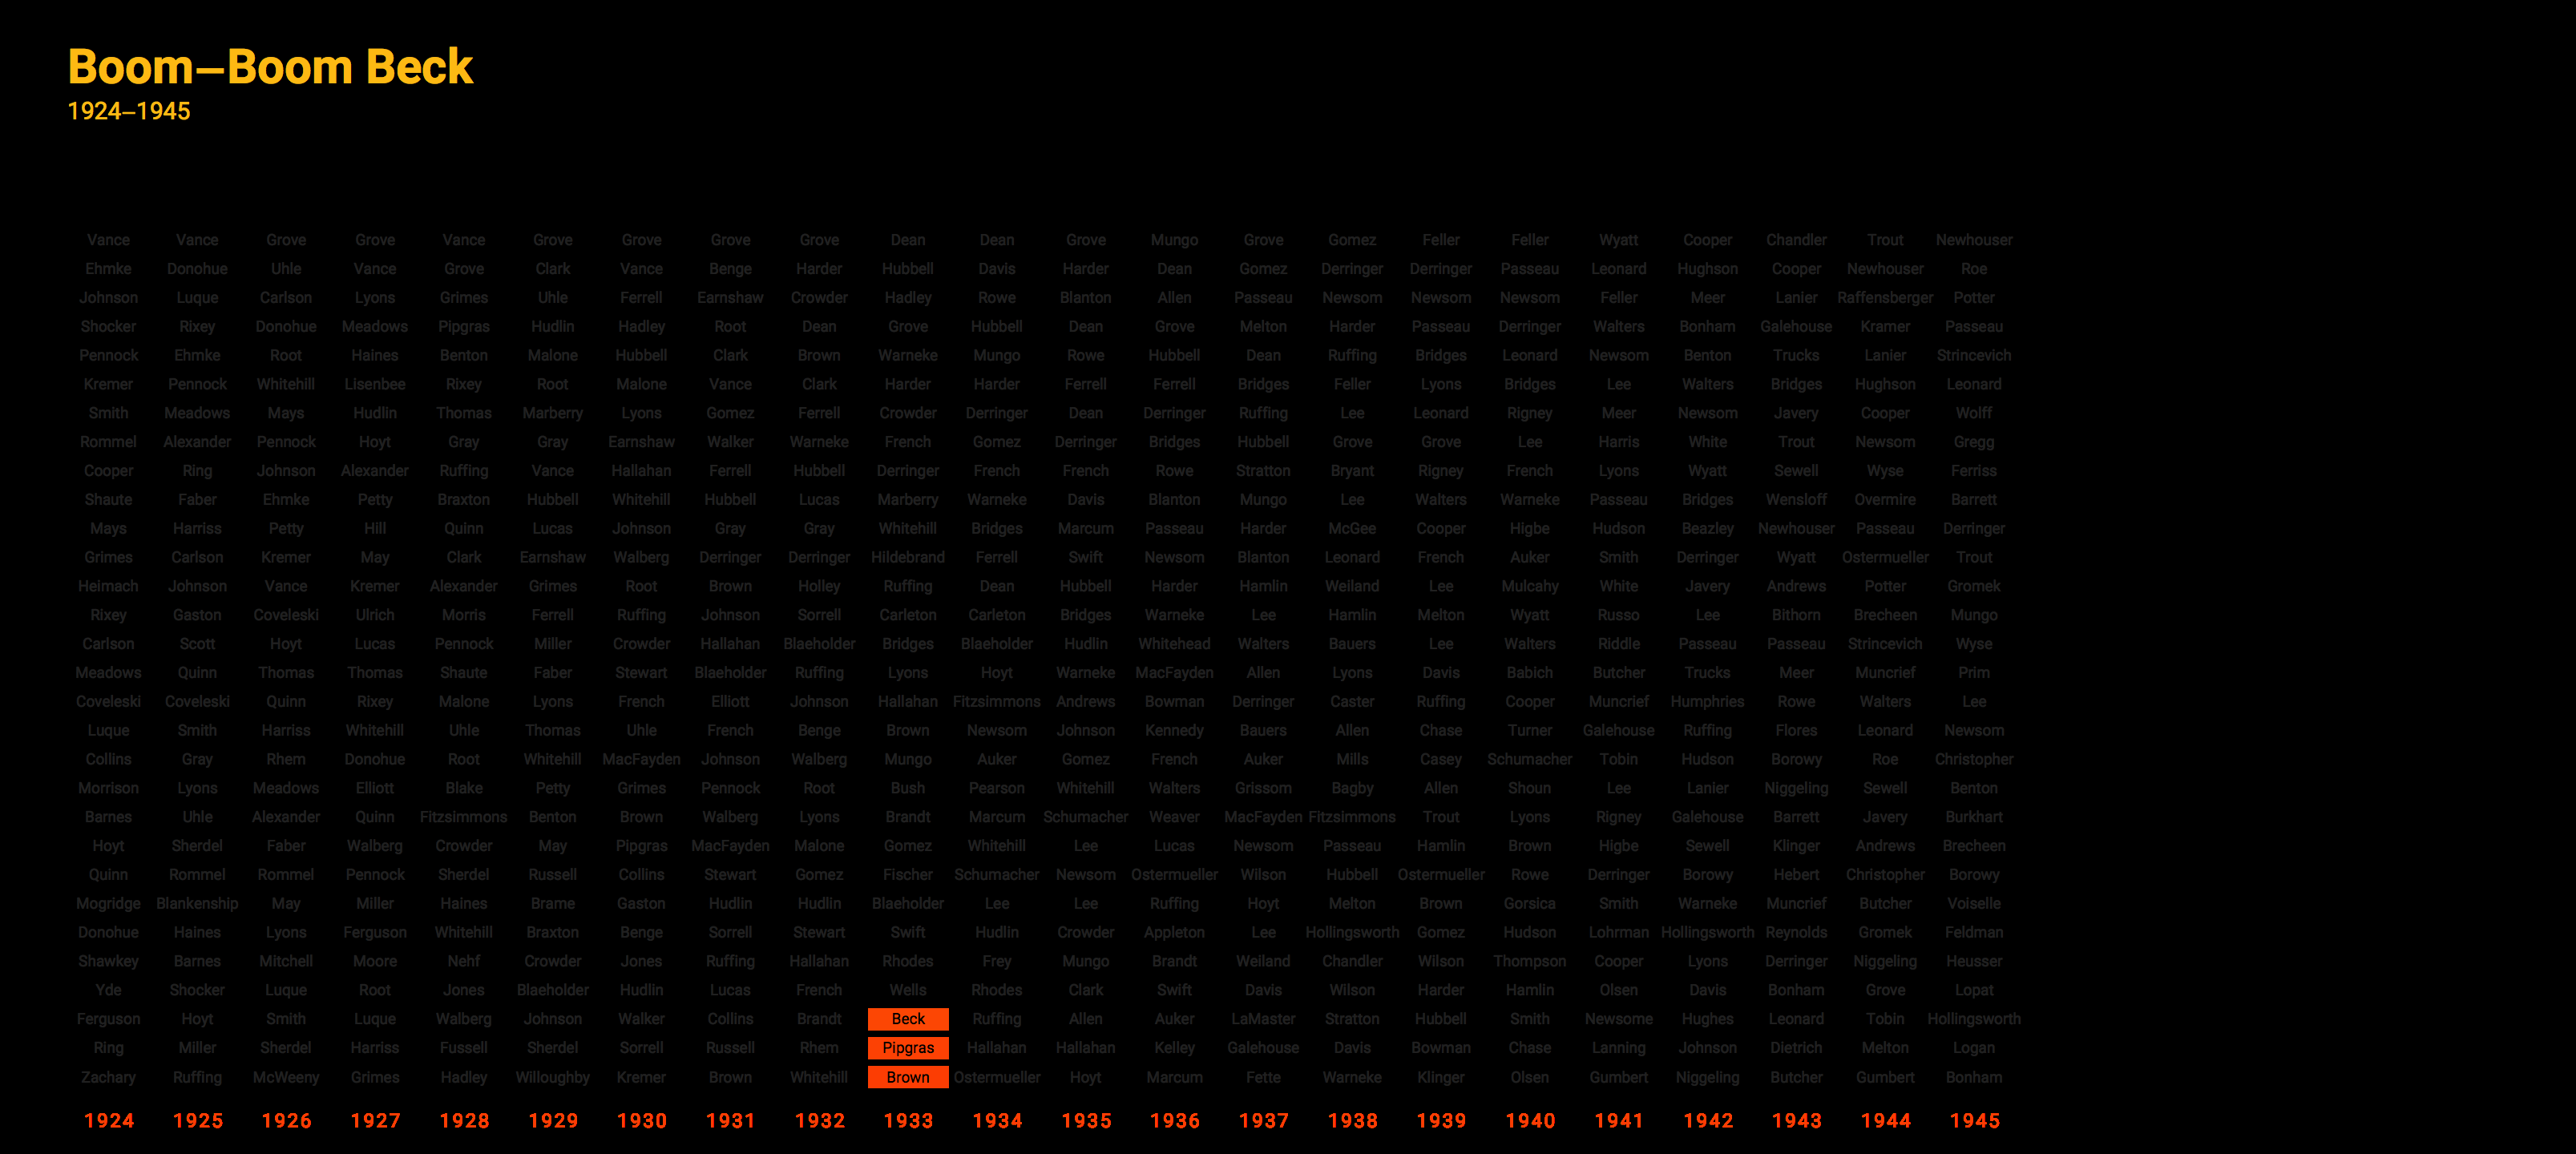 Boom–Boom Beck
1924–1945
Vance Vance Grove Grove Vance Grove Grove Grove Grove Dean Dean Grove Mungo Grove Gomez Feller Feller Wyatt Cooper Chandler Trout Newhouser
Ehmke Donohue Uhle Vance Grove Clark Vance Benge Harder Hubbell Davis Harder Dean Gomez Derringer Derringer Passeau Leonard Hughson Cooper Newhouser Roe
Johnson Luque Carlson Lyons Grimes Uhle Ferrell Earnshaw Crowder Hadley Rowe Blanton Allen Passeau Newsom Newsom Newsom Feller Meer Lanier Raffensberger Potter
Shocker Rixey Donohue Meadows Pipgras Hudlin Hadley Root Dean Grove Hubbell Dean Grove Melton Harder Passeau Derringer Walters Bonham Galehouse Kramer Passeau
Pennock Ehmke Root Haines Benton Malone Hubbell Clark Brown Warneke Mungo Rowe Hubbell Dean Ruffing Bridges Leonard Newsom Benton Trucks Lanier Strincevich
Kremer Pennock Whitehill Lisenbee Rixey Root Malone Vance Clark Harder Harder Ferrell Ferrell Bridges Feller Lyons Bridges Lee Walters Bridges Hughson Leonard
Smith Meadows Mays Hudlin Thomas Marberry Lyons Gomez Ferrell Crowder Derringer Dean Derringer Ruffing Lee Leonard Rigney Meer Newsom Javery Cooper Wolff
Rommel Alexander Pennock Hoyt Gray Gray Earnshaw Walker Warneke French Gomez Derringer Bridges Hubbell Grove Grove Lee Harris White Trout Newsom Gregg
Cooper Ring Johnson Alexander Ruffing Vance Hallahan Ferrell Hubbell Derringer French French Rowe Stratton Bryant Rigney French Lyons Wyatt Sewell Wyse Ferriss
Shaute Faber Ehmke Petty Braxton Hubbell Whitehill Hubbell Lucas Marberry Warneke Davis Blanton Mungo Lee Walters Warneke Passeau Bridges Wensloff Overmire Barrett
Mays Harriss Petty Hill Quinn Lucas Johnson Gray Gray Whitehill Bridges Marcum Passeau Harder McGee Cooper Higbe Hudson Beazley Newhouser Passeau Derringer
Grimes Carlson Kremer May Clark Earnshaw Walberg Derringer Derringer Hildebrand Ferrell Swift Newsom Blanton Leonard French Auker Smith Derringer Wyatt Ostermueller Trout
Heimach Johnson Vance Kremer Alexander Grimes Root Brown Holley Ruffing Dean Hubbell Harder Hamlin Weiland Lee Mulcahy White Javery Andrews Potter Gromek
Rixey Gaston Coveleski Ulrich Morris Ferrell Ruffing Johnson Sorrell Carleton Carleton Bridges Warneke Lee Hamlin Melton Wyatt Russo Lee Bithorn Brecheen Mungo
Carlson Scott Hoyt Lucas Pennock Miller Crowder Hallahan Blaeholder Bridges Blaeholder Hudlin Whitehead Walters Bauers Lee Walters Riddle Passeau Passeau Strincevich Wyse
Meadows Quinn Thomas Thomas Shaute Faber Stewart Blaeholder Ruffing Lyons Hoyt Warneke MacFayden Allen Lyons Davis Babich Butcher Trucks Meer Muncrief Prim
Coveleski Coveleski Quinn Rixey Malone Lyons French Elliott Johnson Hallahan Fitzsimmons Andrews Bowman Derringer Caster Ruffing Cooper Muncrief Humphries Rowe Walters Lee
Luque Smith Harriss Whitehill Uhle Thomas Uhle French Benge Brown Newsom Johnson Kennedy Bauers Allen Chase Turner Galehouse Ruffing Flores Leonard Newsom
Collins Gray Rhem Donohue Root Whitehill MacFayden Johnson Walberg Mungo Auker Gomez French Auker Mills Casey Schumacher Tobin Hudson Borowy Roe Christopher
Morrison Lyons Meadows Elliott Blake Petty Grimes Pennock Root Bush Pearson Whitehill Walters Grissom Bagby Allen Shoun Lee Lanier Niggeling Sewell Benton
Barnes Uhle Alexander Quinn Fitzsimmons Benton Brown Walberg Lyons Brandt Marcum Schumacher Weaver MacFayden Fitzsimmons Trout Lyons Rigney Galehouse Barrett Javery Burkhart
Hoyt Sherdel Faber Walberg Crowder May Pipgras MacFayden Malone Gomez Whitehill Lee Lucas Newsom Passeau Hamlin Brown Higbe Sewell Klinger Andrews Brecheen
Quinn Rommel Rommel Pennock Sherdel Russell Collins Stewart Gomez Fischer Schumacher Newsom Ostermueller Wilson Hubbell Ostermueller Rowe Derringer Borowy Hebert Christopher Borowy
Mogridge Blankenship May Miller Haines Brame Gaston Hudlin Hudlin Blaeholder Lee Lee Ruffing Hoyt Melton Brown Gorsica Smith Warneke Muncrief Butcher Voiselle
Donohue Haines Lyons Ferguson Whitehill Braxton Benge Sorrell Stewart Swift Hudlin Crowder Appleton Lee Hollingsworth Gomez Hudson Lohrman Hollingsworth Reynolds Gromek Feldman
Shawkey Barnes Mitchell Moore Nehf Crowder Jones Ruffing Hallahan Rhodes Frey Mungo Brandt Weiland Chandler Wilson Thompson Cooper Lyons Derringer Niggeling Heusser
Yde Shocker Luque Root Jones Blaeholder Hudlin Lucas French Wells Rhodes Clark Swift Davis Wilson Harder Hamlin Olsen Davis Bonham Grove Lopat
Ferguson Hoyt Smith Luque Walberg Johnson Walker Collins Brandt Beck Ruffing Allen Auker LaMaster Stratton Hubbell Smith Newsome Hughes Leonard Tobin Hollingsworth
Ring Miller Sherdel Harriss Fussell Sherdel Sorrell Russell Rhem Pipgras Hallahan Hallahan Kelley Galehouse Davis Bowman Chase Lanning Johnson Dietrich Melton Logan
Zachary Ruffing McWeeny Grimes Hadley Willoughby Kremer Brown Whitehill Brown Ostermueller Hoyt Marcum Fette Warneke Klinger Olsen Gumbert Niggeling Butcher Gumbert Bonham
1924 1925 1926 1927 1928 1929 1930 1931 1932 1933 1934 1935 1936 1937 1938 1939 1940 1941 1942 1943 1944 1945